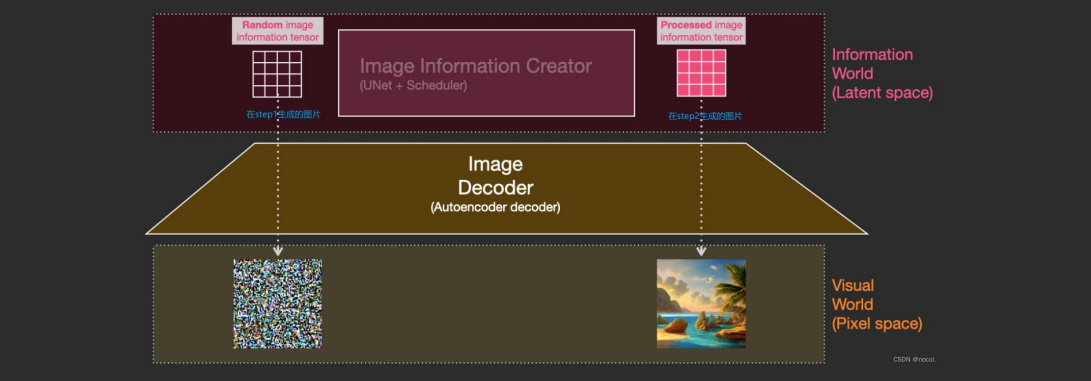 Random image
information tensor
Processed image
information tensor
Image Information Creator
(UNet + Scheduler)
在step1生成的图片
在step2生成的图片
Information
World
(Latent space)
Image
Decoder
(Autoencoder decoder)
Visual
World
(Pixel space)
CSDN @nocol.